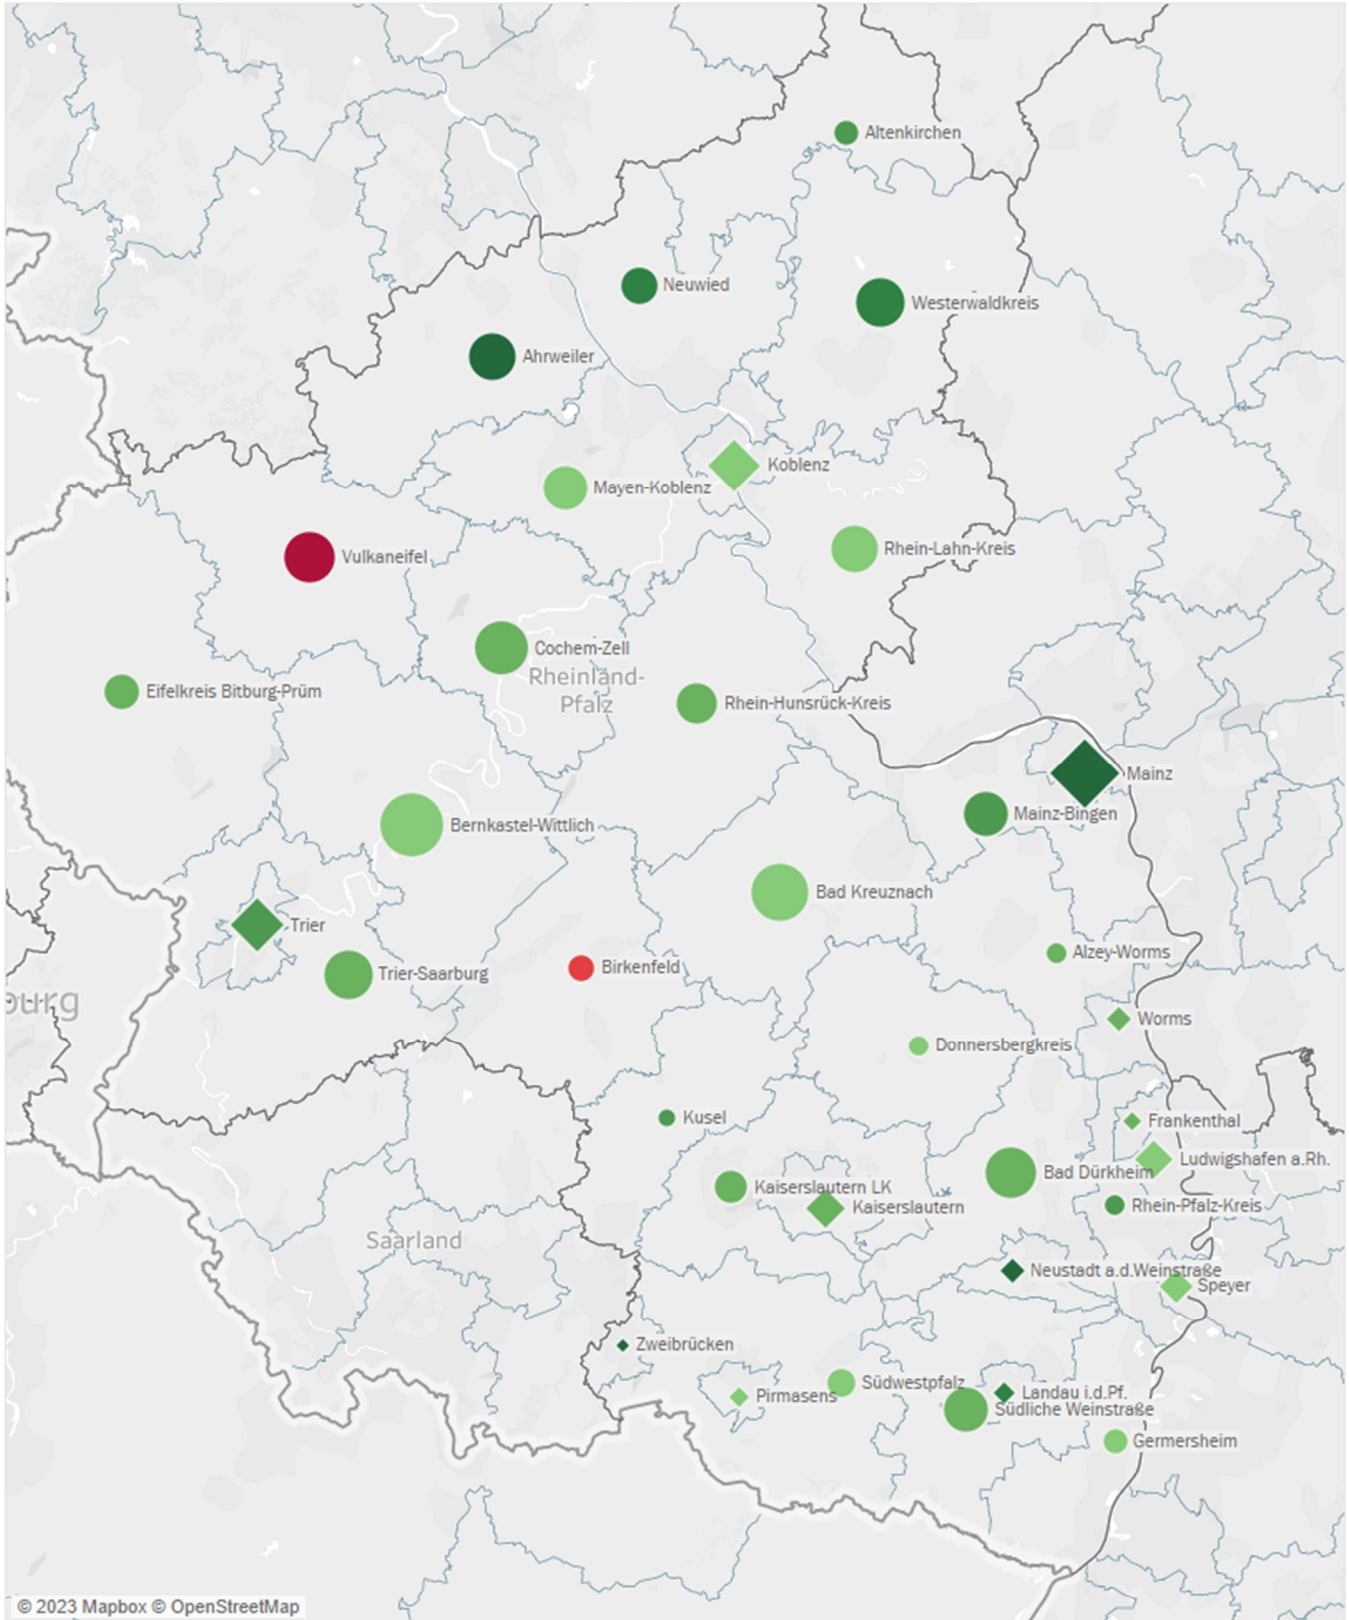 Altenkirchen
Neuwied
Westerwaldkreis
Ahrweiler
Koblenz
Mayen-Koblenz
Rhein-Lahn-Kreis
Vulkaneifel
Cochem-Zell
Rheinland-
Pfalz
Eifelkreis Bitburg-Prüm
Rhein-Hunsrück-Kreis
Mainz
Mainz-Bingen
Bernkastel-Wittlich
Bad Kreuznach
Trier
Alzey-Worms
Birkenfeld
Trier-Saarburg
burg
Worms
Donnersbergkreis
Kusel
Frankenthal
Ludwigshafen a.Rh.
Bad Dürkheim
Kaiserslautern LK
Kaiserslautern
Rhein-Pfalz-Kreis
Saarland
Neustadt a.d.Weinstraße
Speyer
Zweibrücken
Südwestpfalz
Landau i.d.Pf.
Pirmasens
Südliche Weinstraße
Germersheim
© 2023 Mapbox © OpenStreetMap